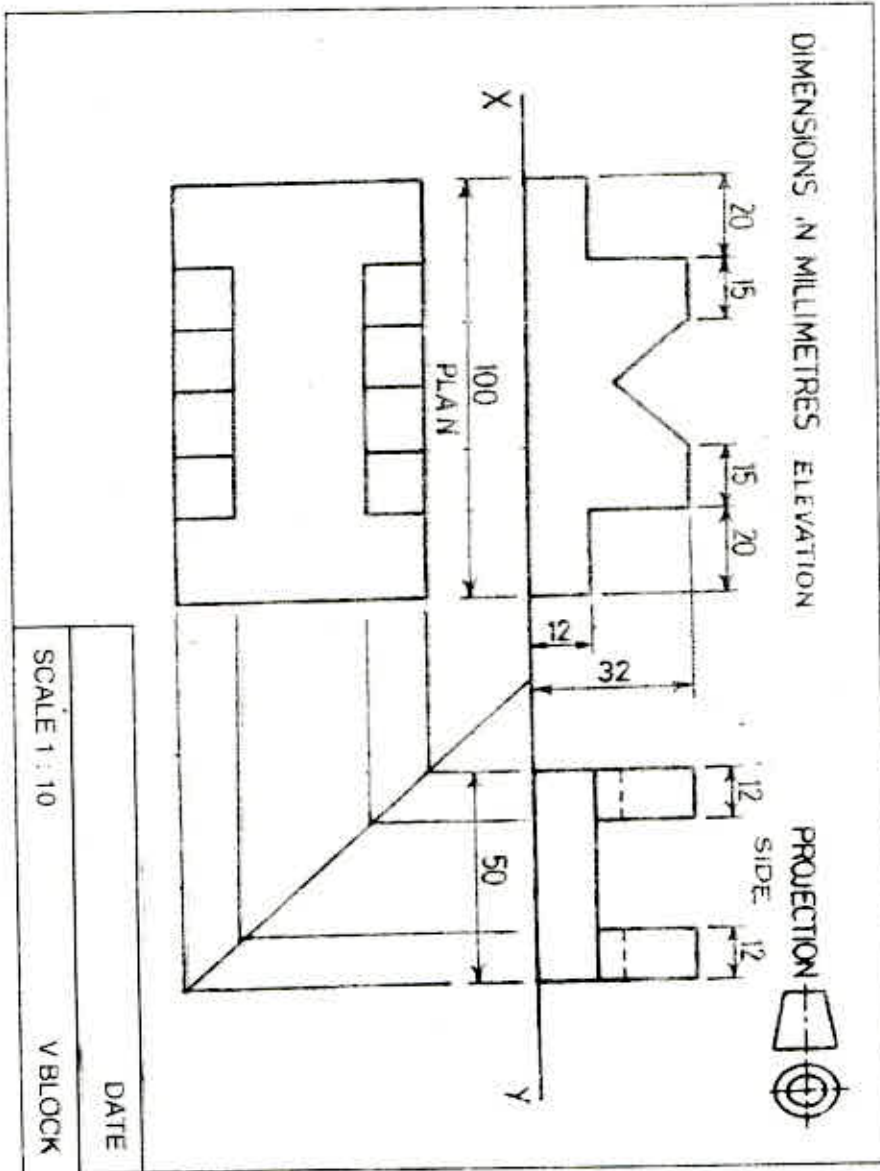 DIMENSIONS IN MILLIMETRES ELEVATION
PROJECTION
SIDE
20
15
15
20
12
12
12
32
X
Y
100
PLAN
50
DATE
SCALE 1 : 10
V BLOCK